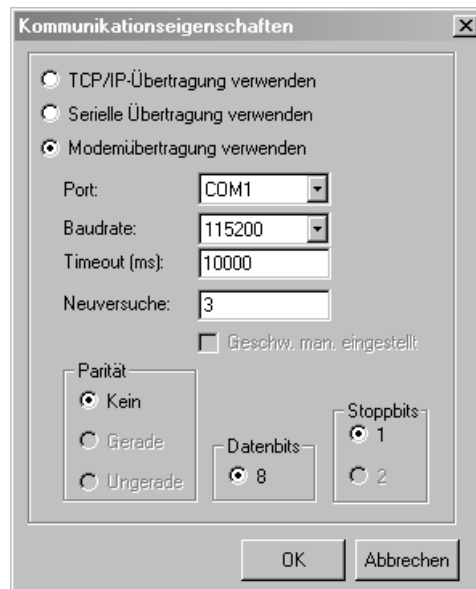 Kommunikationseigenschaften
TCP/IP-Übertragung verwenden
Serielle Übertragung verwenden
Modemübertragung verwenden
Port: COM1
Baudrate: 115200
Timeout (ms): 10000
Neuversuche: 3
Geschw. man. eingestellt
Parität
Kein
Gerade
Ungerade
Datenbits
8
Stoppbits
1
2
OK Abbrechen